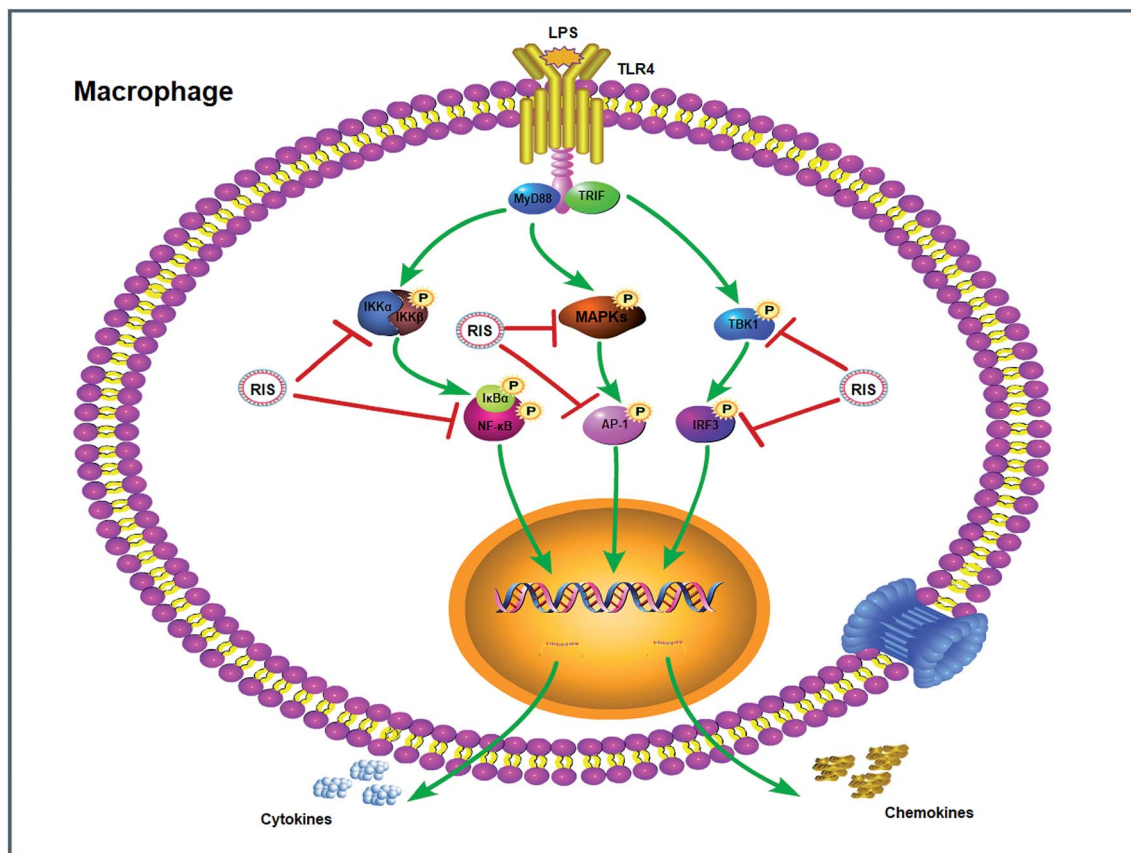 LPS
TLR4
Macrophage
MyD88
TRIF
P
P
P
IKKα
IKKβ
MAPKs
TBK1
RIS
RIS
RIS
P
IκBα
P
P
P
NF-κB
AP-1
IRF3
Cytokines
Chemokines